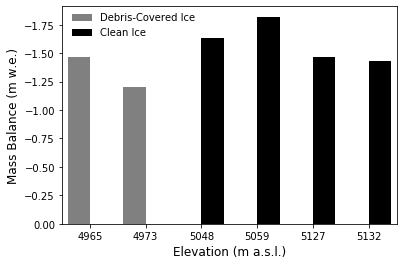 Debris-Covered Ice
Clean Ice
−1.75
−1.50
−1.25
−1.00
−0.75
−0.50
−0.25
0.00
Mass Balance (m w.e.)
4965 4973 5048 5059 5127 5132
Elevation (m a.s.l.)